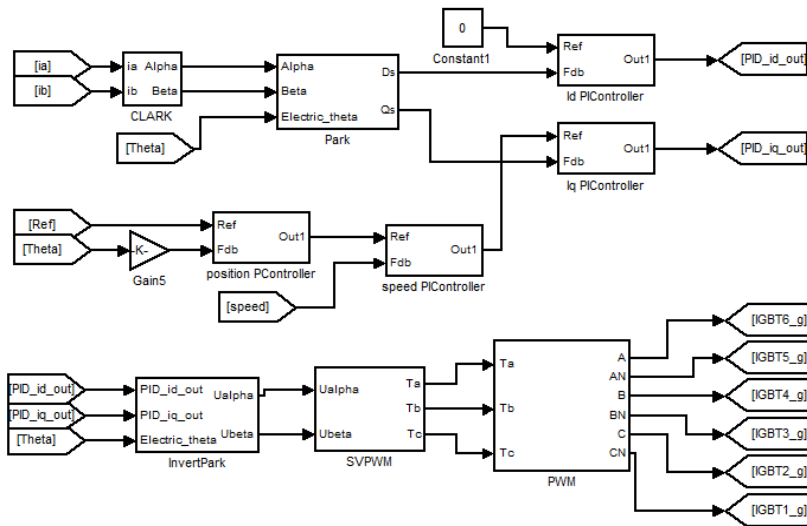 0
Constant1
[ia]
[ib]
ia
Alpha
ib
Beta
CLARK
[Theta]
Alpha
Beta
Electric_theta
Ds
Qs
Park
Ref
Fdb
Out1
Id PIController
[PID_id_out]
Ref
Fdb
Out1
Iq PIController
[PID_iq_out]
[Ref]
[Theta]
-K-
Gain5
Ref
Fdb
Out1
position PController
[speed]
Ref
Fdb
Out1
speed PIController
[PID_id_out]
[PID_iq_out]
[Theta]
PID_id_out
PID_iq_out
Electric_theta
Ualpha
Ubeta
InvertPark
Ualpha
Ubeta
Ta
Tb
Tc
SVPWM
Ta
Tb
Tc
A
AN
B
BN
C
CN
PWM
[IGBT6_g]
[IGBT5_g]
[IGBT4_g]
[IGBT3_g]
[IGBT2_g]
[IGBT1_g]